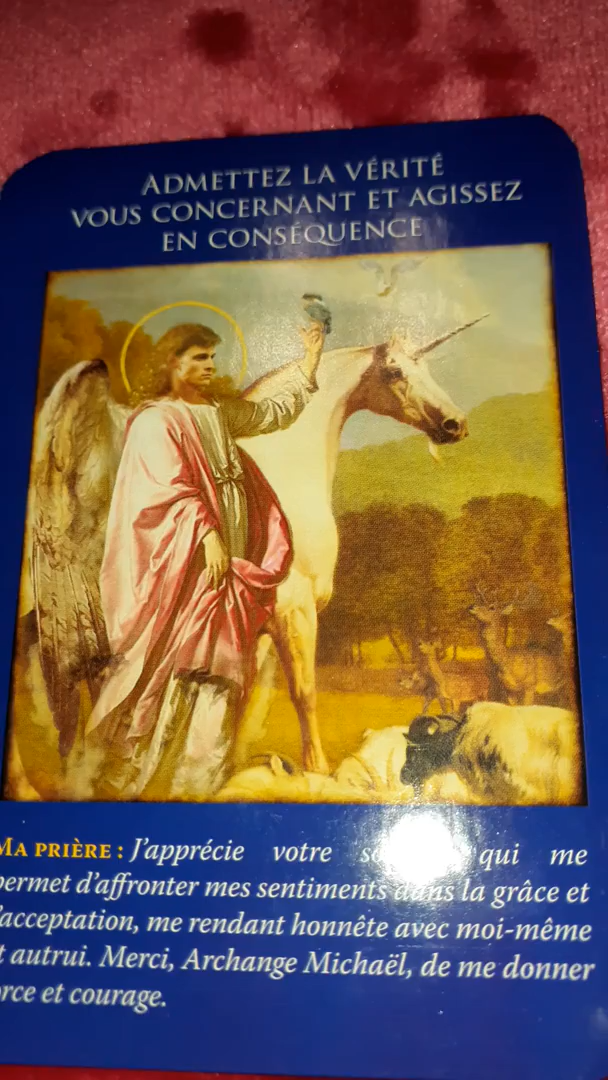 ADMETTEZ LA VÉRITÉ
VOUS CONCERNANT ET AGISSEZ
EN CONSÉQUENCE
MA PRIÈRE : J'apprécie votre qui me
permet d'affronter mes sentiments dans la grâce et
l'acceptation, me rendant honnête avec moi-même
et autrui. Merci, Archange Michaël, de me donner
force et courage.